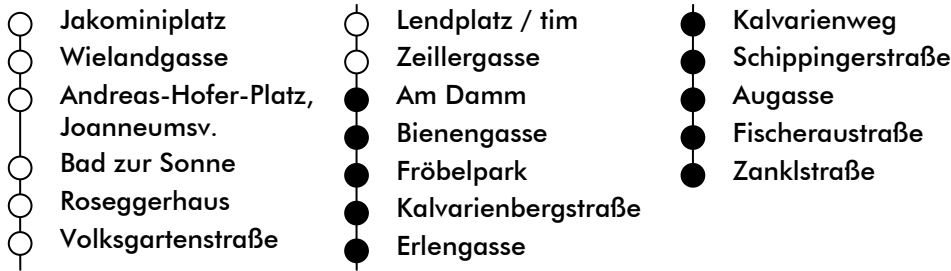 Jakominiplatz
Wielandgasse
Andreas-Hofer-Platz,
Joanneumsv.
Bad zur Sonne
Roseggerhaus
Volksgartenstraße
Lendplatz / tim
Zeillergasse
Am Damm
Bienengasse
Fröbelpark
Kalvarienbergstraße
Erlengasse
Kalvarienweg
Schippingerstraße
Augasse
Fischeraustraße
Zanklstraße